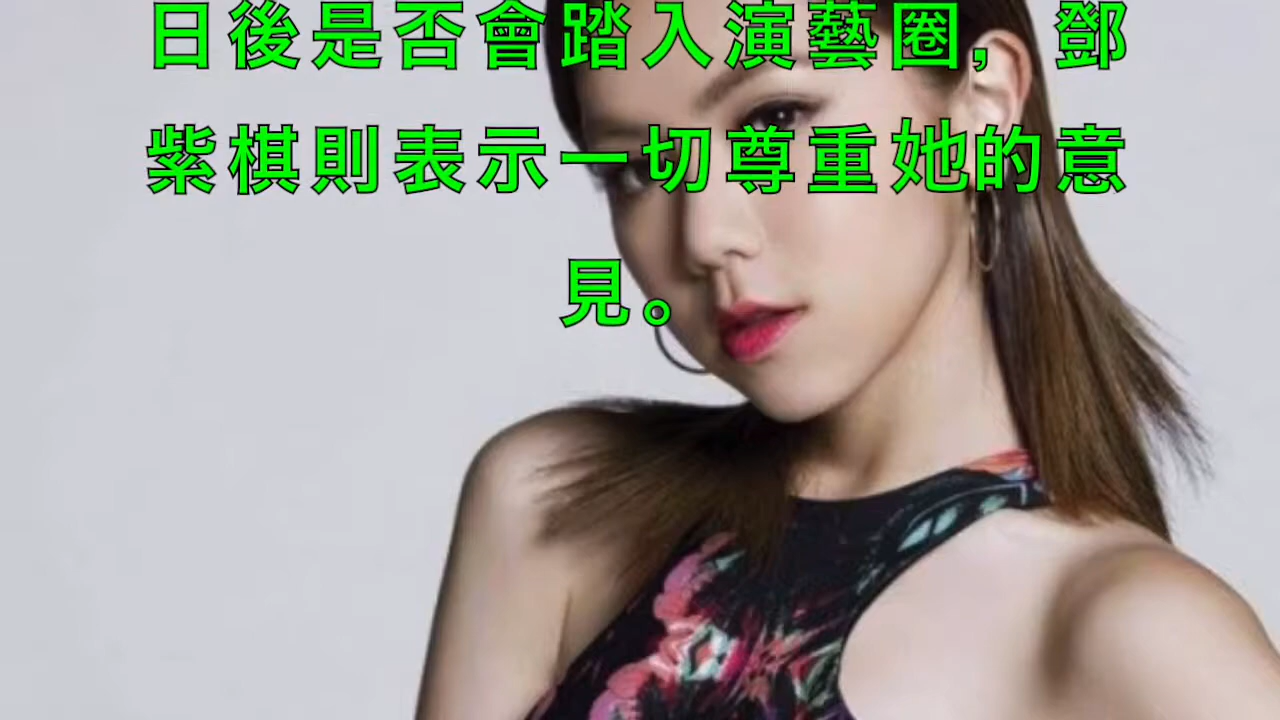 日後是否會踏入演藝圈，鄧
紫棋則表示一切尊重她的意
見。